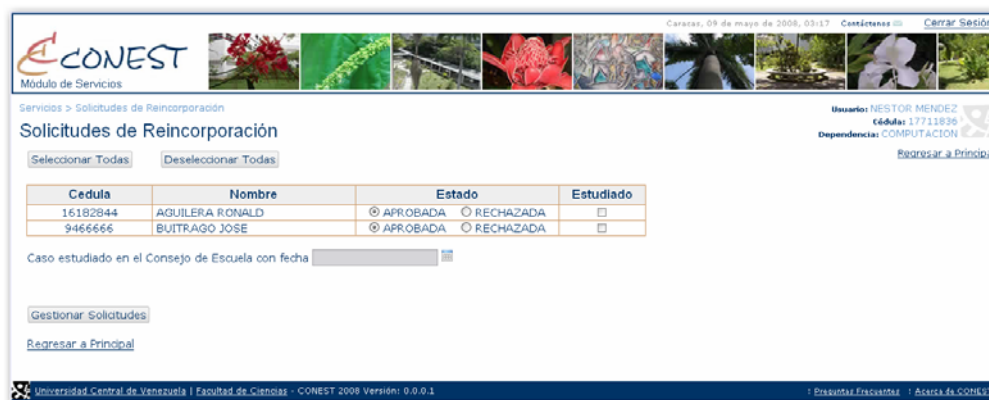 Caracas, 09 de mayo de 2008, 03:17 Contáctenos Cerrar Sesión
CONEST
Módulo de Servicios
Servicios > Solicitudes de Reincorporación
Usuario: NESTOR MENDEZ
Cédula: 17711836
Dependencia: COMPUTACION
Solicitudes de Reincorporación
Regresar a Principal
Seleccionar Todas Deseleccionar Todas
Cedula Nombre Estado Estudiado
16182844 AGUILERA RONALD APROBADA RECHAZADA
9466666 BUITRAGO JOSE APROBADA RECHAZADA
Caso estudiado en el Consejo de Escuela con fecha
Gestionar Solicitudes
Regresar a Principal
Universidad Central de Venezuela | Facultad de Ciencias - CONEST 2008 Versión: 0.0.0.1 : Preguntas Frecuentes : Acerca de CONEST